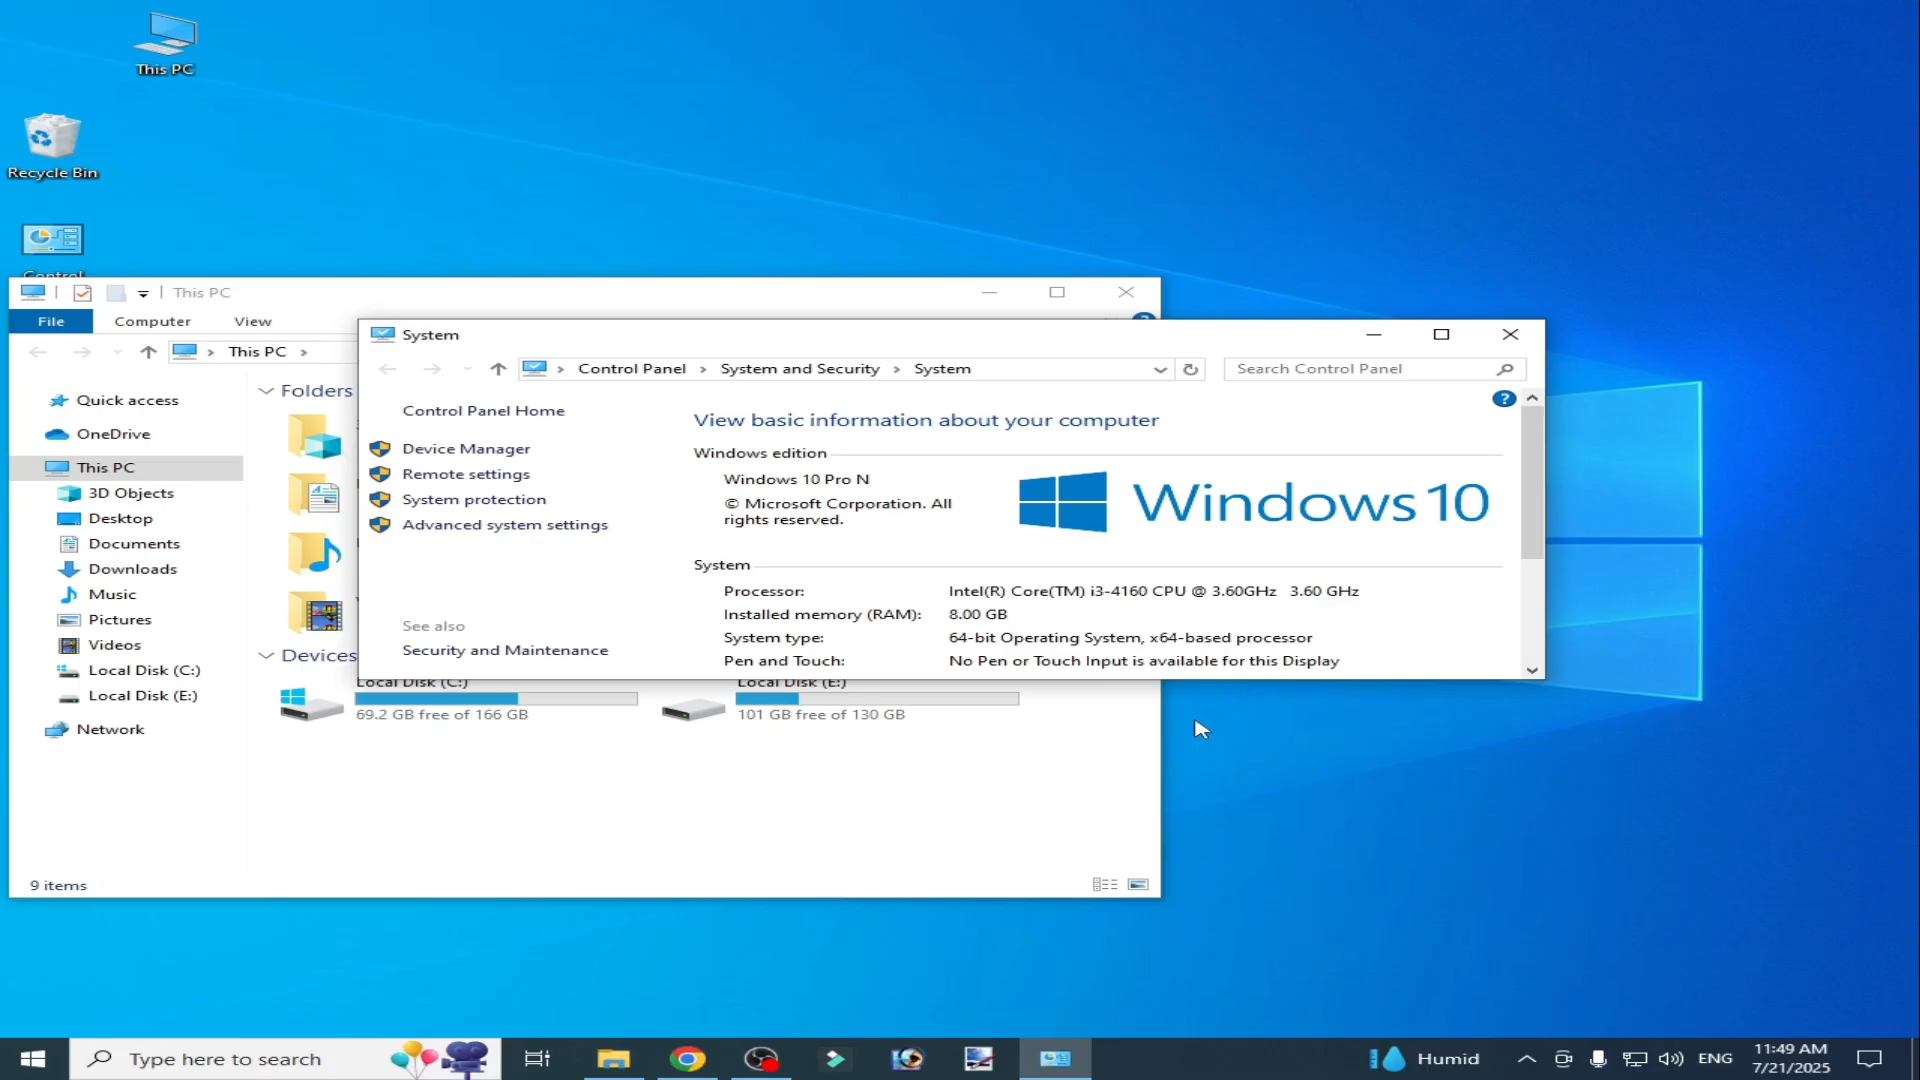 This PC
Recycle Bin
Control
This PC
File
Computer
View
This PC
Quick access
OneDrive
This PC
3D Objects
Desktop
Documents
Downloads
Music
Pictures
Videos
Local Disk (C:)
Local Disk (E:)
Network
Folders
Devices
Local Disk (C:)
69.2 GB free of 166 GB
Local Disk (E:)
101 GB free of 130 GB
9 items
System
Control Panel > System and Security > System
Search Control Panel
Control Panel Home
Device Manager
Remote settings
System protection
Advanced system settings
See also
Security and Maintenance
View basic information about your computer
Windows edition
Windows 10 Pro N
© Microsoft Corporation. All
rights reserved.
Windows 10
System
Processor: Intel(R) Core(TM) i3-4160 CPU @ 3.60GHz 3.60 GHz
Installed memory (RAM): 8.00 GB
System type: 64-bit Operating System, x64-based processor
Pen and Touch: No Pen or Touch Input is available for this Display
Type here to search
Humid
ENG
11:49 AM
7/21/2025